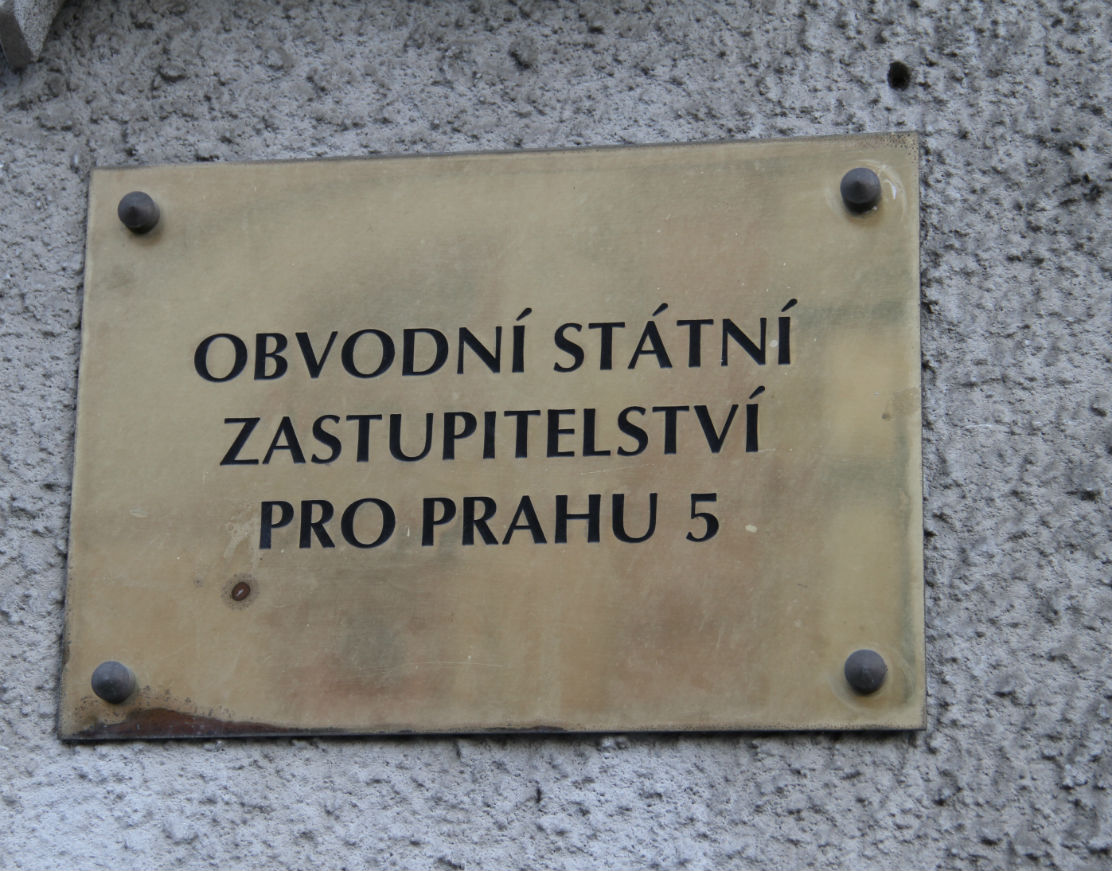 OBVODNÍ STÁTNÍ
ZASTUPITELSTVÍ
PRO PRAHU 5